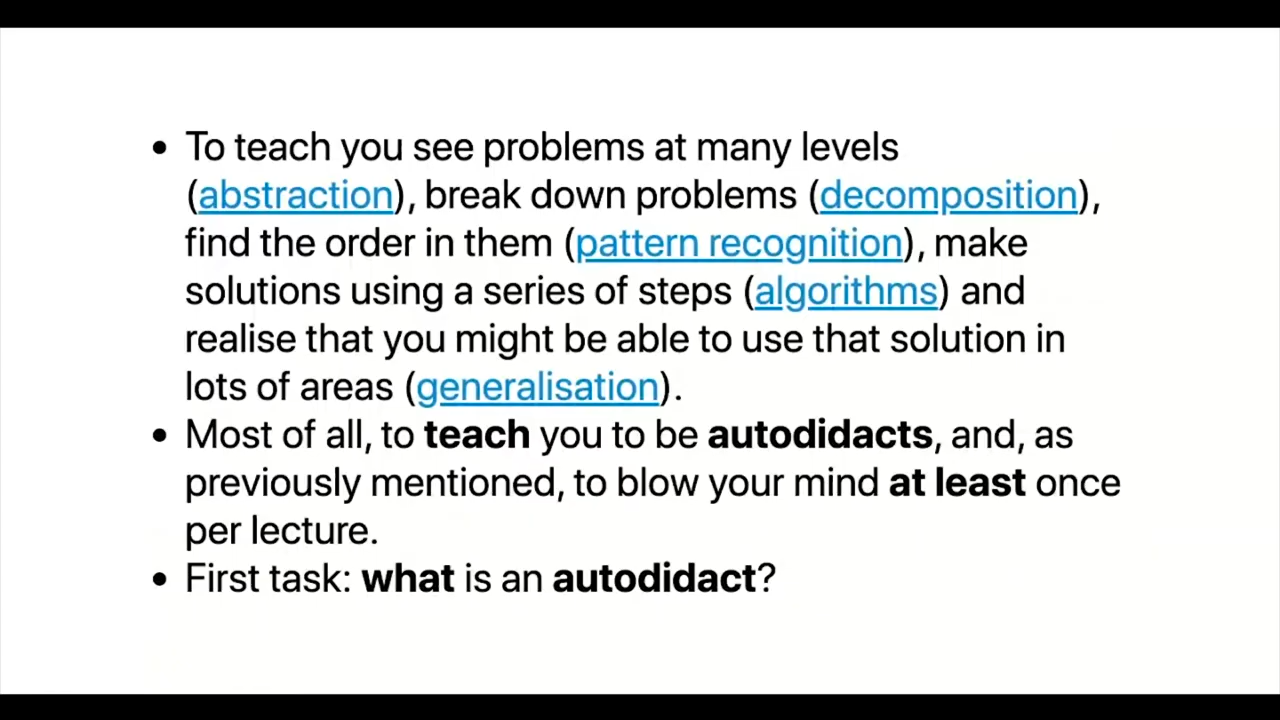 • To teach you see problems at many levels
(abstraction), break down problems (decomposition),
find the order in them (pattern recognition), make
solutions using a series of steps (algorithms) and
realise that you might be able to use that solution in
lots of areas (generalisation).
• Most of all, to teach you to be autodidacts, and, as
previously mentioned, to blow your mind at least once
per lecture.
• First task: what is an autodidact?